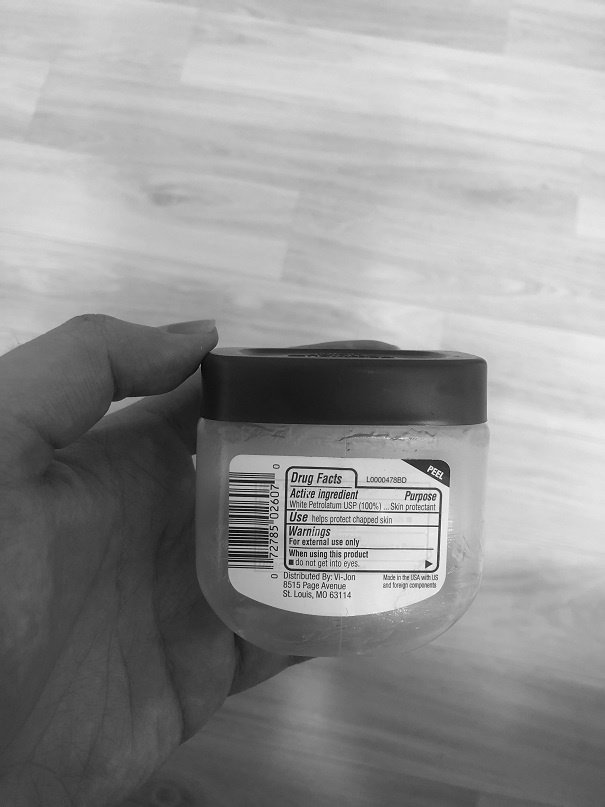 PEEL
Drug Facts L0000478BD
Active ingredient Purpose
White Petrolatum USP (100%) ...Skin protectant
Use helps protect chapped skin
Warnings
For external use only
When using this product
■ do not get into eyes.
Distributed By: Vi-Jon
8515 Page Avenue
St. Louis, MO 63114
Made in the USA with US
and foreign components
0 72785 02607 0